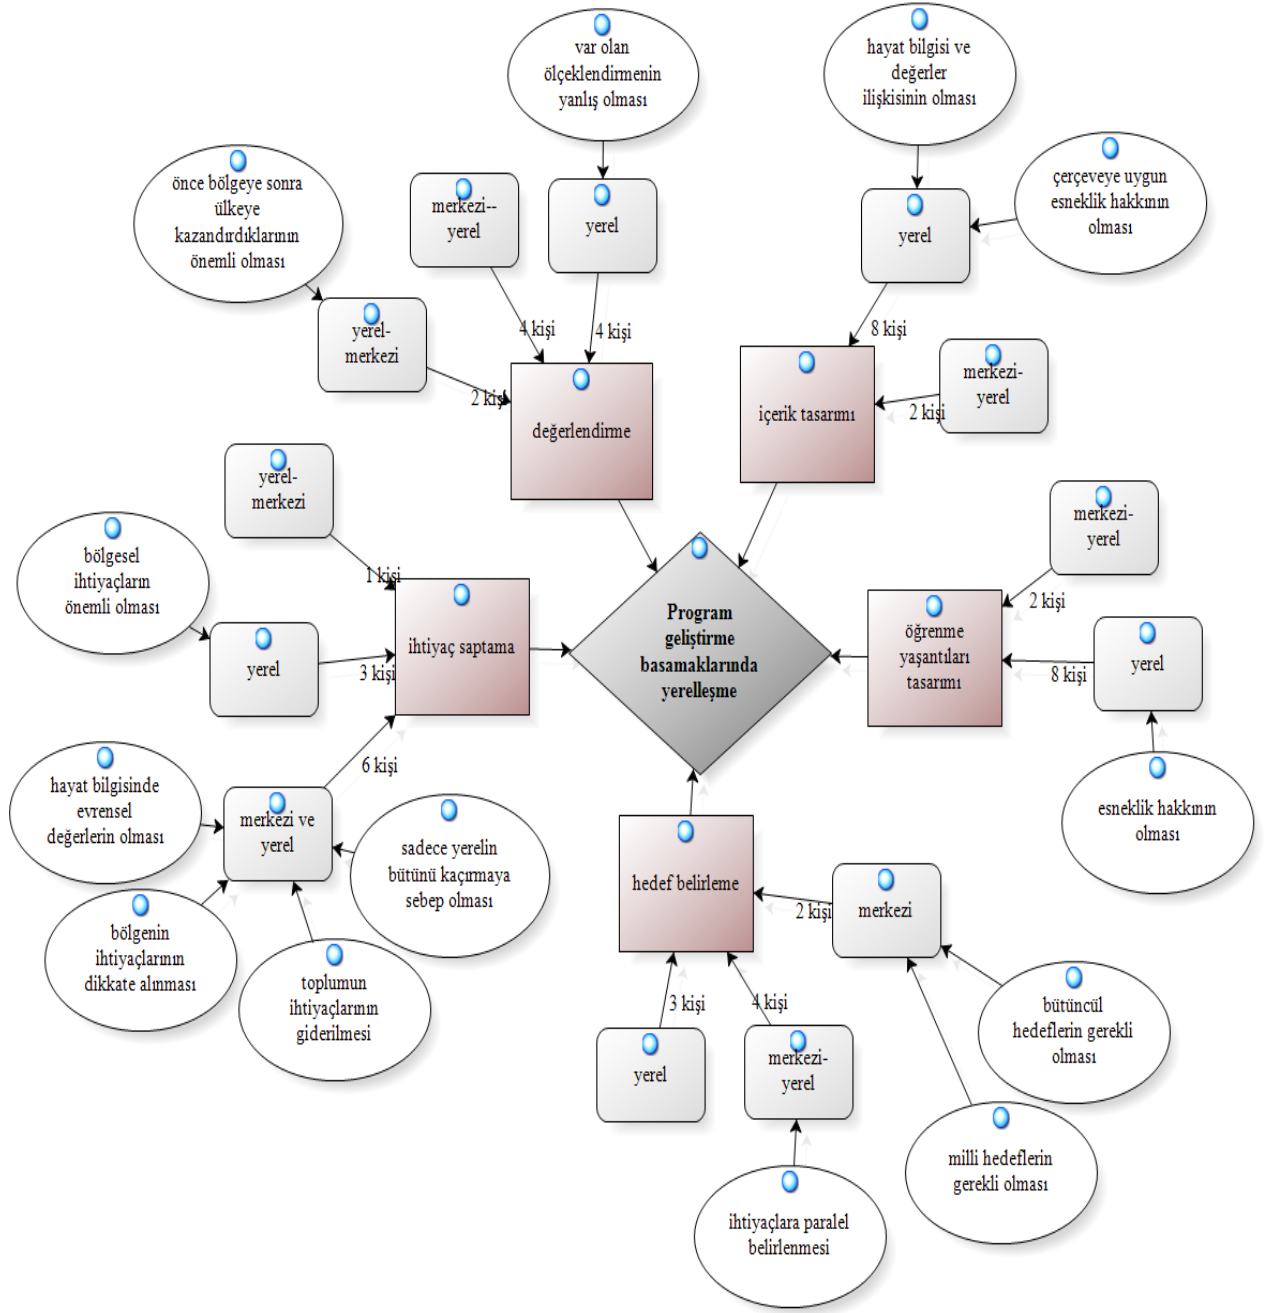 var olan
ölçeklendirmenin
yanlış olması
hayat bilgisi ve
değerler
ilişkisinin olması
önce bölgeye sonra
ülkeye
kazandırdıklarının
önemli olması
merkezi--
yerel
yerel
çerçeveye uygun
esneklik hakkının
olması
yerel
yerel-
merkezi
4 kişi
4 kişi
8 kişi
merkezi-
yerel
2 kişi
değerlendirme
içerik tasarımı
2 kişi
yerel-
merkezi
merkezi-
yerel
bölgesel
ihtiyaçların
önemli olması
1 kişi
2 kişi
Program
geliştirme
basamaklarında
yerelleşme
ihtiyaç saptama
öğrenme
yaşantıları
tasarımı
yerel
3 kişi
8 kişi
yerel
6 kişi
hayat bilgisinde
evrensel
değerlerin olması
merkezi ve
yerel
sadece yerelin
bütünü kaçırmaya
sebep olması
esneklik hakkının
olması
hedef belirleme
2 kişi
merkezi
bölgenin
ihtiyaçlarının
dikkate alınması
toplumun
ihtiyaçlarının
giderilmesi
3 kişi
4 kişi
bütüncül
hedeflerin gerekli
olması
yerel
merkezi-
yerel
milli hedeflerin
gerekli olması
ihtiyaçlara paralel
belirlenmesi